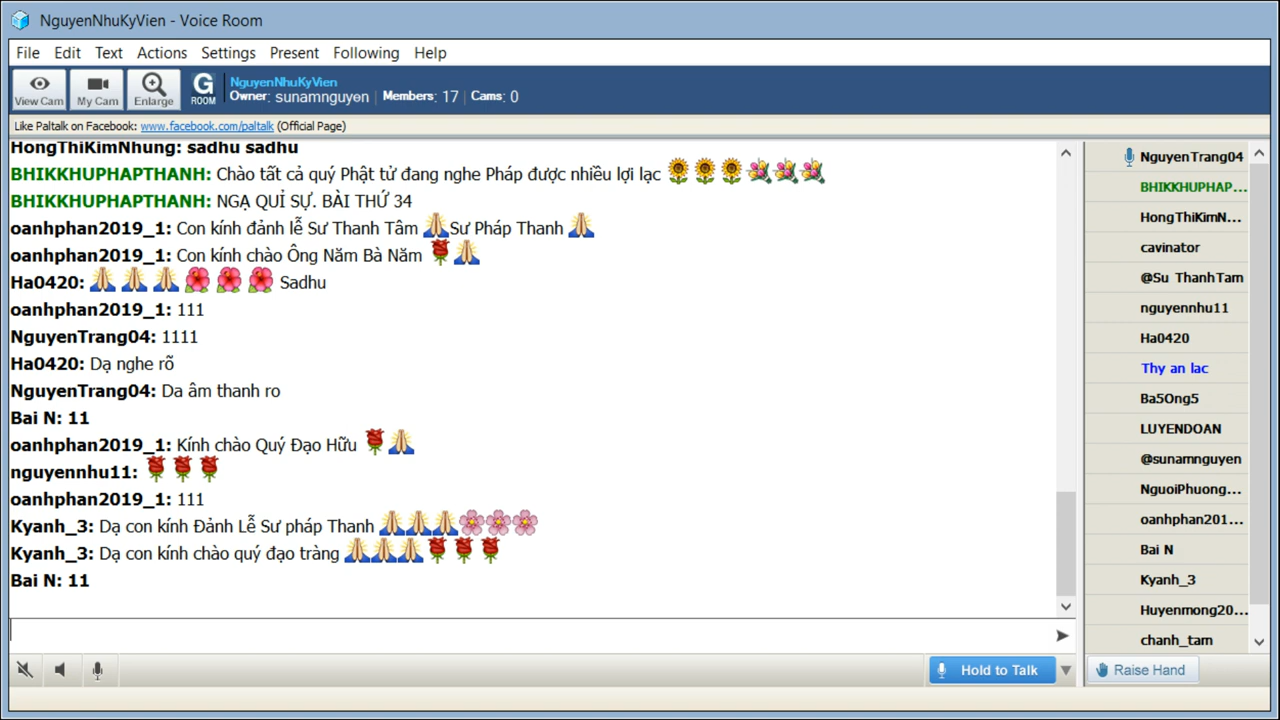 NguyenNhuKyVien - Voice Room
File Edit Text Actions Settings Present Following Help
View Cam
My Cam
Enlarge
G ROOM
NguyenNhuKyVien
Owner: sunamnguyen | Members: 17 | Cams: 0
Like Paltalk on Facebook: www.facebook.com/paltalk (Official Page)
HongThiKimNhung: sadhu sadhu
BHIKKHUPHAPTHANH: Chào tất cả quý Phật tử đang nghe Pháp được nhiều lợi lạc
BHIKKHUPHAPTHANH: NGẠ QUỈ SỰ. BÀI THỨ 34
oanhphan2019_1: Con kính đảnh lễ Sư Thanh Tâm 🙏Sư Pháp Thanh 🙏
oanhphan2019_1: Con kính chào Ông Năm Bà Năm 🌹🙏
Ha0420: 🙏🙏🙏🌺🌺🌺 Sadhu
oanhphan2019_1: 111
NguyenTrang04: 1111
Ha0420: Dạ nghe rõ
NguyenTrang04: Da âm thanh ro
Bai N: 11
oanhphan2019_1: Kính chào Quý Đạo Hữu 🌹🙏
nguyennhu11: 🌹🌹🌹
oanhphan2019_1: 111
Kyanh_3: Dạ con kính Đảnh Lễ Sư pháp Thanh 🙏🙏🙏🌸🌸🌸
Kyanh_3: Dạ con kính chào quý đạo tràng 🙏🙏🙏🌹🌹🌹
Bai N: 11
NguyenTrang04
BHIKKHUPHAP...
HongThiKimN...
cavinator
@Su ThanhTam
nguyennhu11
Ha0420
Thy an lac
Ba5Ong5
LUYENDOAN
@sunamnguyen
NguoiPhuong...
oanhphan201...
Bai N
Kyanh_3
Huyenmong20...
chanh_tam
Hold to Talk
Raise Hand